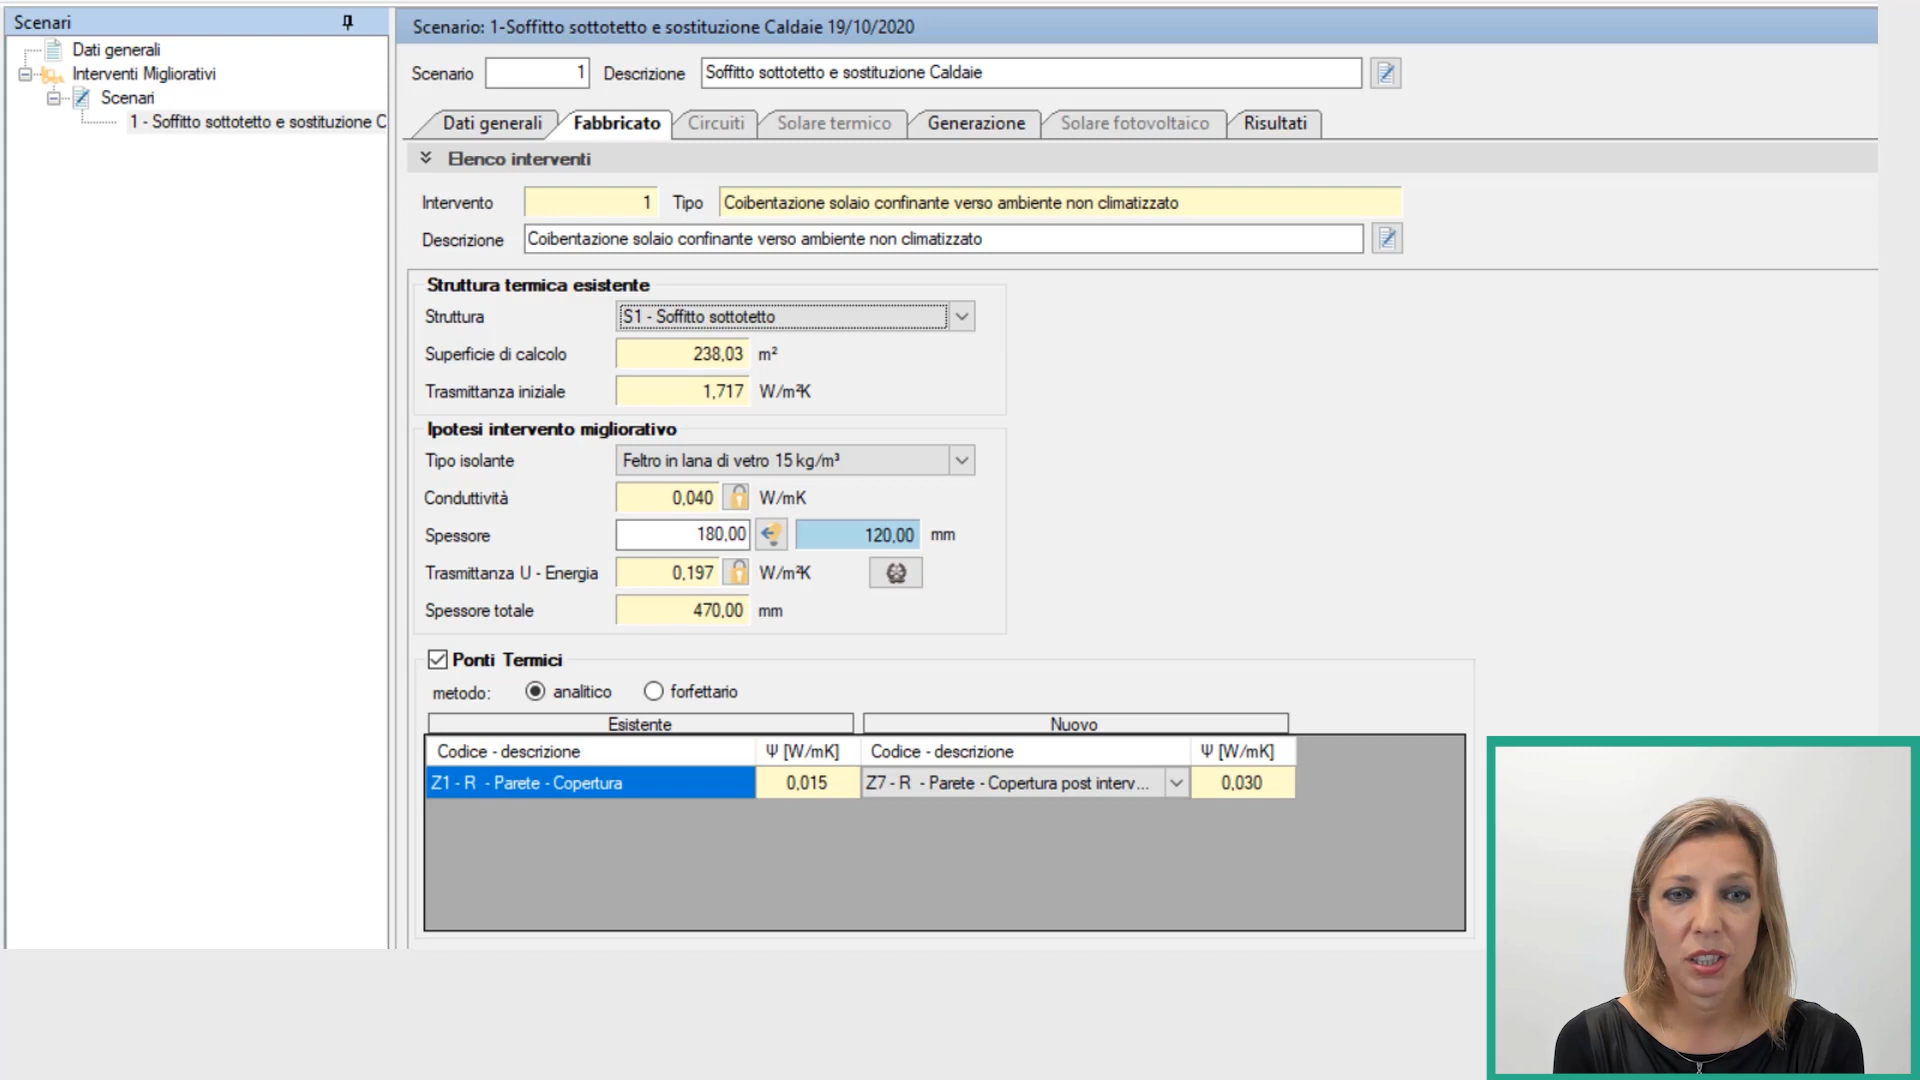 Scenari
Dati generali
Interventi Migliorativi
Scenari
1 - Soffitto sottotetto e sostituzione C
Scenario: 1-Soffitto sottotetto e sostituzione Caldaie 19/10/2020
Scenario 1 Descrizione Soffitto sottotetto e sostituzione Caldaie
Dati generali Fabbricato Circuiti Solare termico Generazione Solare fotovoltaico Risultati
Elenco interventi
Intervento 1 Tipo Coibentazione solaio confinante verso ambiente non climatizzato
Descrizione Coibentazione solaio confinante verso ambiente non climatizzato
Struttura termica esistente
Struttura S1 - Soffitto sottotetto
Superficie di calcolo 238,03 m²
Trasmittanza iniziale 1,717 W/m²K
Ipotesi intervento migliorativo
Tipo isolante Feltro in lana di vetro 15 kg/m³
Conduttività 0,040 W/mK
Spessore 180,00 120,00 mm
Trasmittanza U - Energia 0,197 W/m²K
Spessore totale 470,00 mm
Ponti Termici
metodo: analitico forfettario
Esistente Nuovo
Codice - descrizione Ψ [W/mK] Codice - descrizione Ψ [W/mK]
Z1 - R - Parete - Copertura 0,015 Z7 - R - Parete - Copertura post interv... 0,030